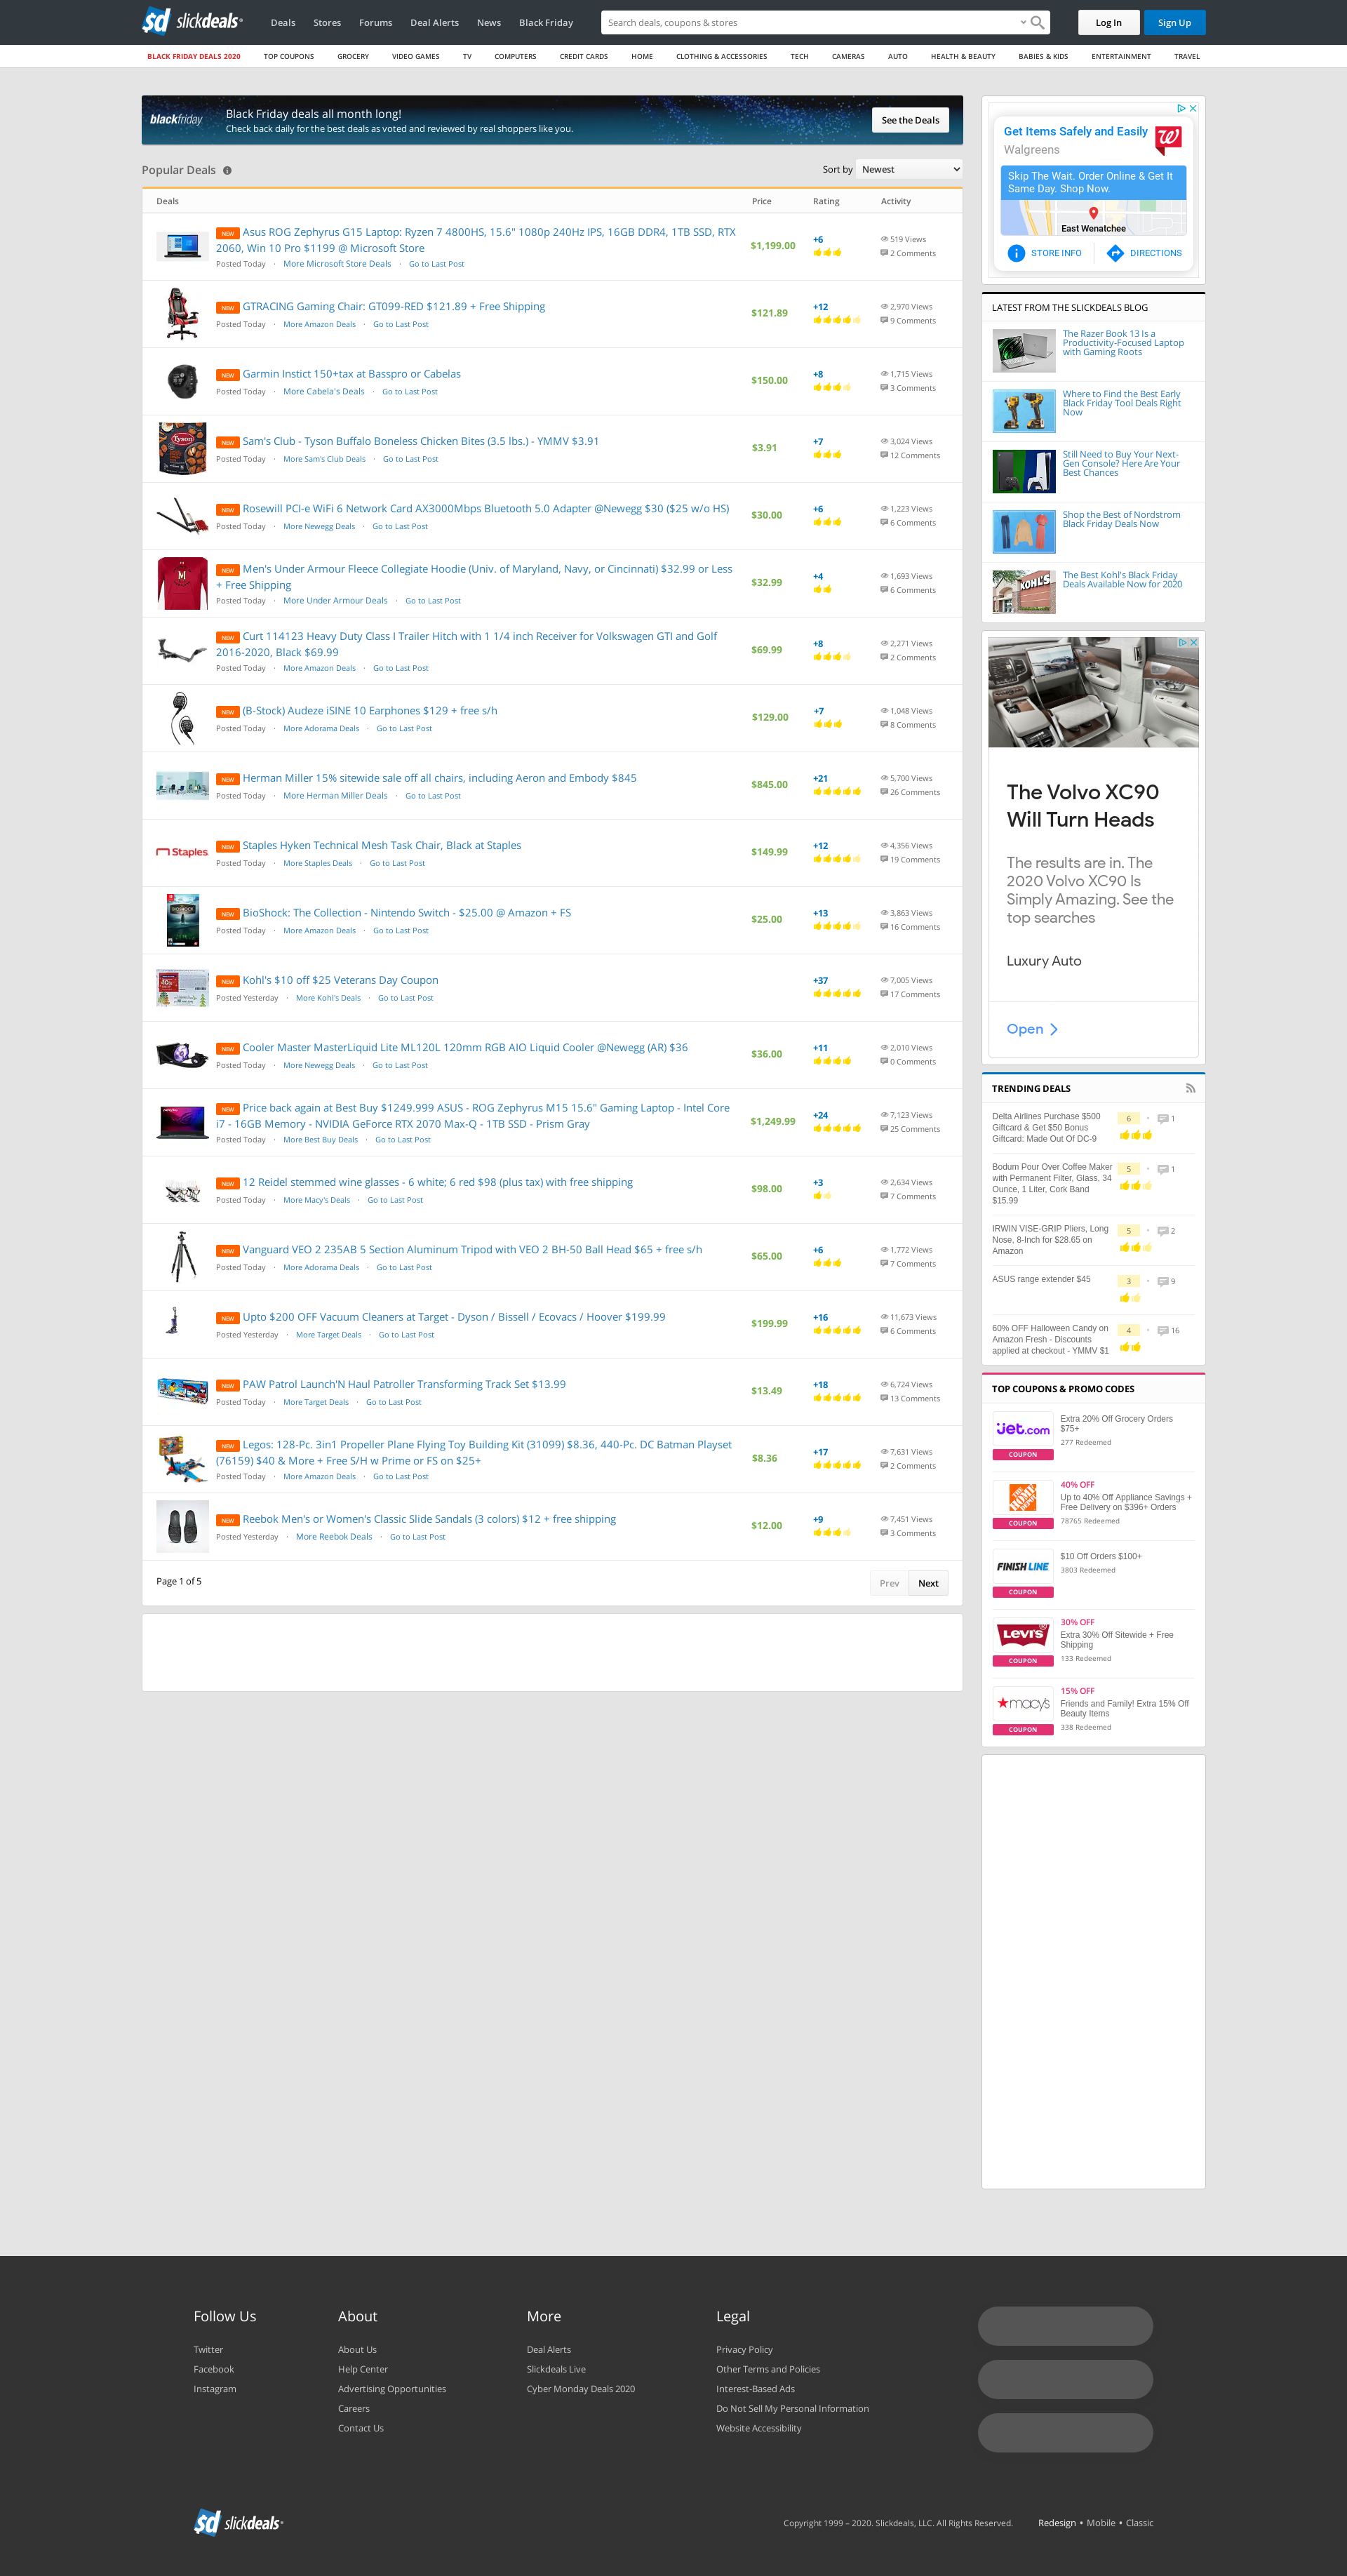 slickdeals
Deals
Stores
Forums
Deal Alerts
News
Black Friday
Search deals, coupons & stores
Log In
Sign Up
BLACK FRIDAY DEALS 2020
TOP COUPONS
GROCERY
VIDEO GAMES
TV
COMPUTERS
CREDIT CARDS
HOME
CLOTHING & ACCESSORIES
TECH
CAMERAS
AUTO
HEALTH & BEAUTY
BABIES & KIDS
ENTERTAINMENT
TRAVEL
blackfriday
Black Friday deals all month long!
Check back daily for the best deals as voted and reviewed by real shoppers like you.
See the Deals
Popular Deals
Sort by Newest
Deals Price Rating Activity
NEW Asus ROG Zephyrus G15 Laptop: Ryzen 7 4800HS, 15.6" 1080p 240Hz IPS, 16GB DDR4, 1TB SSD, RTX
2060, Win 10 Pro $1199 @ Microsoft Store
Posted Today · More Microsoft Store Deals · Go to Last Post
$1,199.00
+6
519 Views
2 Comments
NEW GTRACING Gaming Chair: GT099-RED $121.89 + Free Shipping
Posted Today · More Amazon Deals · Go to Last Post
$121.89
+12
2,970 Views
9 Comments
NEW Garmin Instict 150+tax at Basspro or Cabelas
Posted Today · More Cabela's Deals · Go to Last Post
$150.00
+8
1,715 Views
3 Comments
Tyson
NEW Sam's Club - Tyson Buffalo Boneless Chicken Bites (3.5 lbs.) - YMMV $3.91
Posted Today · More Sam's Club Deals · Go to Last Post
$3.91
+7
3,024 Views
12 Comments
NEW Rosewill PCI-e WiFi 6 Network Card AX3000Mbps Bluetooth 5.0 Adapter @Newegg $30 ($25 w/o HS)
Posted Today · More Newegg Deals · Go to Last Post
$30.00
+6
1,223 Views
6 Comments
NEW Men's Under Armour Fleece Collegiate Hoodie (Univ. of Maryland, Navy, or Cincinnati) $32.99 or Less
+ Free Shipping
Posted Today · More Under Armour Deals · Go to Last Post
$32.99
+4
1,693 Views
6 Comments
NEW Curt 114123 Heavy Duty Class I Trailer Hitch with 1 1/4 inch Receiver for Volkswagen GTI and Golf
2016-2020, Black $69.99
Posted Today · More Amazon Deals · Go to Last Post
$69.99
+8
2,271 Views
2 Comments
NEW (B-Stock) Audeze iSINE 10 Earphones $129 + free s/h
Posted Today · More Adorama Deals · Go to Last Post
$129.00
+7
1,048 Views
8 Comments
NEW Herman Miller 15% sitewide sale off all chairs, including Aeron and Embody $845
Posted Today · More Herman Miller Deals · Go to Last Post
$845.00
+21
5,700 Views
26 Comments
Staples
NEW Staples Hyken Technical Mesh Task Chair, Black at Staples
Posted Today · More Staples Deals · Go to Last Post
$149.99
+12
4,356 Views
19 Comments
NEW BioShock: The Collection - Nintendo Switch - $25.00 @ Amazon + FS
Posted Today · More Amazon Deals · Go to Last Post
$25.00
+13
3,863 Views
16 Comments
NEW Kohl's $10 off $25 Veterans Day Coupon
Posted Yesterday · More Kohl's Deals · Go to Last Post
+37
7,005 Views
17 Comments
NEW Cooler Master MasterLiquid Lite ML120L 120mm RGB AIO Liquid Cooler @Newegg (AR) $36
Posted Today · More Newegg Deals · Go to Last Post
$36.00
+11
2,010 Views
0 Comments
NEW Price back again at Best Buy $1249.999 ASUS - ROG Zephyrus M15 15.6" Gaming Laptop - Intel Core
i7 - 16GB Memory - NVIDIA GeForce RTX 2070 Max-Q - 1TB SSD - Prism Gray
Posted Today · More Best Buy Deals · Go to Last Post
$1,249.99
+24
7,123 Views
25 Comments
NEW 12 Reidel stemmed wine glasses - 6 white; 6 red $98 (plus tax) with free shipping
Posted Today · More Macy's Deals · Go to Last Post
$98.00
+3
2,634 Views
7 Comments
NEW Vanguard VEO 2 235AB 5 Section Aluminum Tripod with VEO 2 BH-50 Ball Head $65 + free s/h
Posted Today · More Adorama Deals · Go to Last Post
$65.00
+6
1,772 Views
7 Comments
NEW Upto $200 OFF Vacuum Cleaners at Target - Dyson / Bissell / Ecovacs / Hoover $199.99
Posted Yesterday · More Target Deals · Go to Last Post
$199.99
+16
11,673 Views
6 Comments
NEW PAW Patrol Launch'N Haul Patroller Transforming Track Set $13.99
Posted Today · More Target Deals · Go to Last Post
$13.49
+18
6,724 Views
13 Comments
NEW Legos: 128-Pc. 3in1 Propeller Plane Flying Toy Building Kit (31099) $8.36, 440-Pc. DC Batman Playset
(76159) $40 & More + Free S/H w Prime or FS on $25+
Posted Today · More Amazon Deals · Go to Last Post
$8.36
+17
7,631 Views
2 Comments
NEW Reebok Men's or Women's Classic Slide Sandals (3 colors) $12 + free shipping
Posted Yesterday · More Reebok Deals · Go to Last Post
$12.00
+9
7,451 Views
3 Comments
Page 1 of 5
Prev
Next
Get Items Safely and Easily
Walgreens
Skip The Wait. Order Online & Get It
Same Day. Shop Now.
East Wenatchee
STORE INFO
DIRECTIONS
LATEST FROM THE SLICKDEALS BLOG
The Razer Book 13 Is a
Productivity-Focused Laptop
with Gaming Roots
Where to Find the Best Early
Black Friday Tool Deals Right
Now
Still Need to Buy Your Next-
Gen Console? Here Are Your
Best Chances
Shop the Best of Nordstrom
Black Friday Deals Now
KOHL'S
The Best Kohl's Black Friday
Deals Available Now for 2020
The Volvo XC90
Will Turn Heads
The results are in. The
2020 Volvo XC90 Is
Simply Amazing. See the
top searches
Luxury Auto
Open
TRENDING DEALS
Delta Airlines Purchase $500
Giftcard & Get $50 Bonus
Giftcard: Made Out Of DC-9
6 · 1
Bodum Pour Over Coffee Maker
with Permanent Filter, Glass, 34
Ounce, 1 Liter, Cork Band
$15.99
5 · 1
IRWIN VISE-GRIP Pliers, Long
Nose, 8-Inch for $28.65 on
Amazon
5 · 2
ASUS range extender $45
3 · 9
60% OFF Halloween Candy on
Amazon Fresh - Discounts
applied at checkout - YMMV $1
4 · 16
TOP COUPONS & PROMO CODES
jet.com
COUPON
Extra 20% Off Grocery Orders
$75+
277 Redeemed
COUPON
40% OFF
Up to 40% Off Appliance Savings +
Free Delivery on $396+ Orders
78765 Redeemed
FINISH LINE
COUPON
$10 Off Orders $100+
3803 Redeemed
LEVI'S
COUPON
30% OFF
Extra 30% Off Sitewide + Free
Shipping
133 Redeemed
macy's
COUPON
15% OFF
Friends and Family! Extra 15% Off
Beauty Items
338 Redeemed
Follow Us
Twitter
Facebook
Instagram
About
About Us
Help Center
Advertising Opportunities
Careers
Contact Us
More
Deal Alerts
Slickdeals Live
Cyber Monday Deals 2020
Legal
Privacy Policy
Other Terms and Policies
Interest-Based Ads
Do Not Sell My Personal Information
Website Accessibility
slickdeals
Copyright 1999 – 2020. Slickdeals, LLC. All Rights Reserved.
Redesign • Mobile • Classic